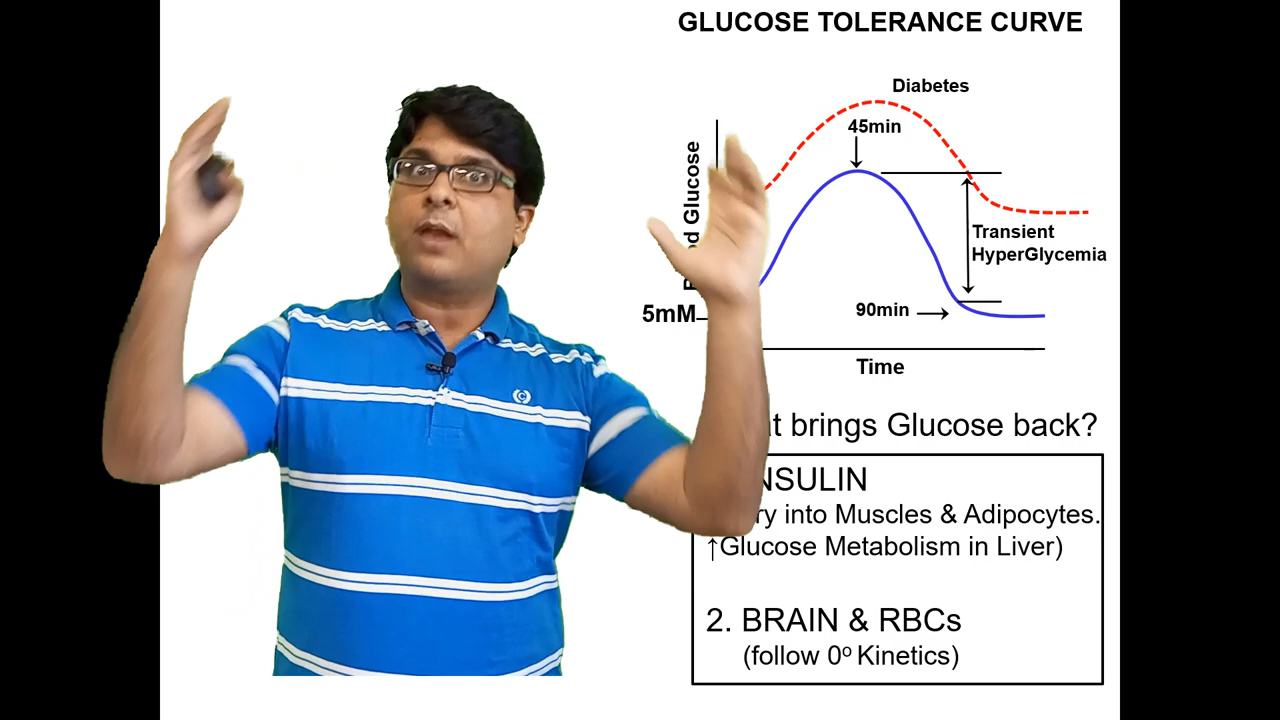 GLUCOSE TOLERANCE CURVE
Diabetes
45min
Glucose
Transient
HyperGlycemia
5mM
90min
Time
brings Glucose back?
into Muscles & Adipocytes.
↑Glucose Metabolism in Liver)
2. BRAIN & RBCs
(follow 0º Kinetics)